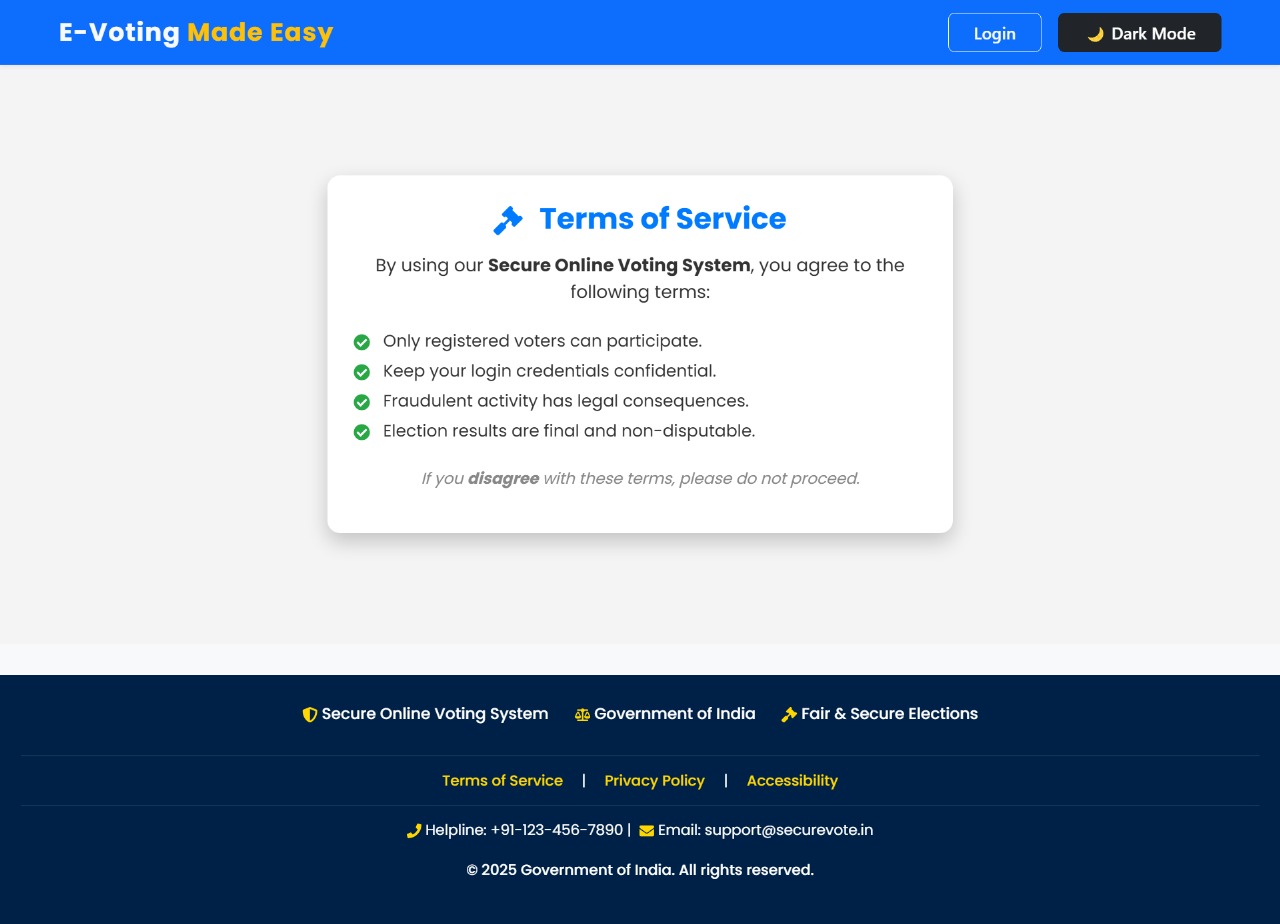 E-Voting Made Easy
Login
🌙 Dark Mode
Terms of Service
By using our Secure Online Voting System, you agree to the
following terms:
Only registered voters can participate.
Keep your login credentials confidential.
Fraudulent activity has legal consequences.
Election results are final and non-disputable.
If you disagree with these terms, please do not proceed.
Secure Online Voting System Government of India Fair & Secure Elections
Terms of Service | Privacy Policy | Accessibility
Helpline: +91-123-456-7890 | Email: support@securevote.in
© 2025 Government of India. All rights reserved.